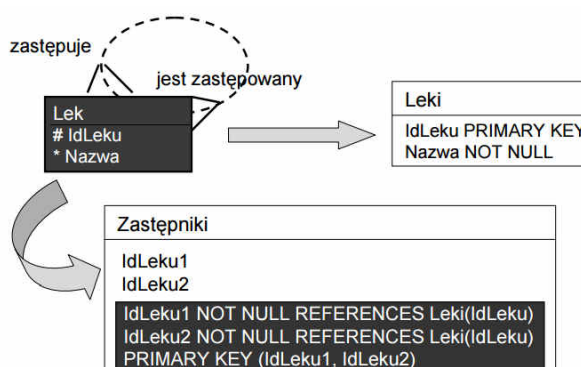 zastępuje
jest zastępowany
Lek
# IdLeku
* Nazwa
Leki
IdLeku PRIMARY KEY
Nazwa NOT NULL
Zastępniki
IdLeku1
IdLeku2
IdLeku1 NOT NULL REFERENCES Leki(IdLeku)
IdLeku2 NOT NULL REFERENCES Leki(IdLeku)
PRIMARY KEY (IdLeku1, IdLeku2)